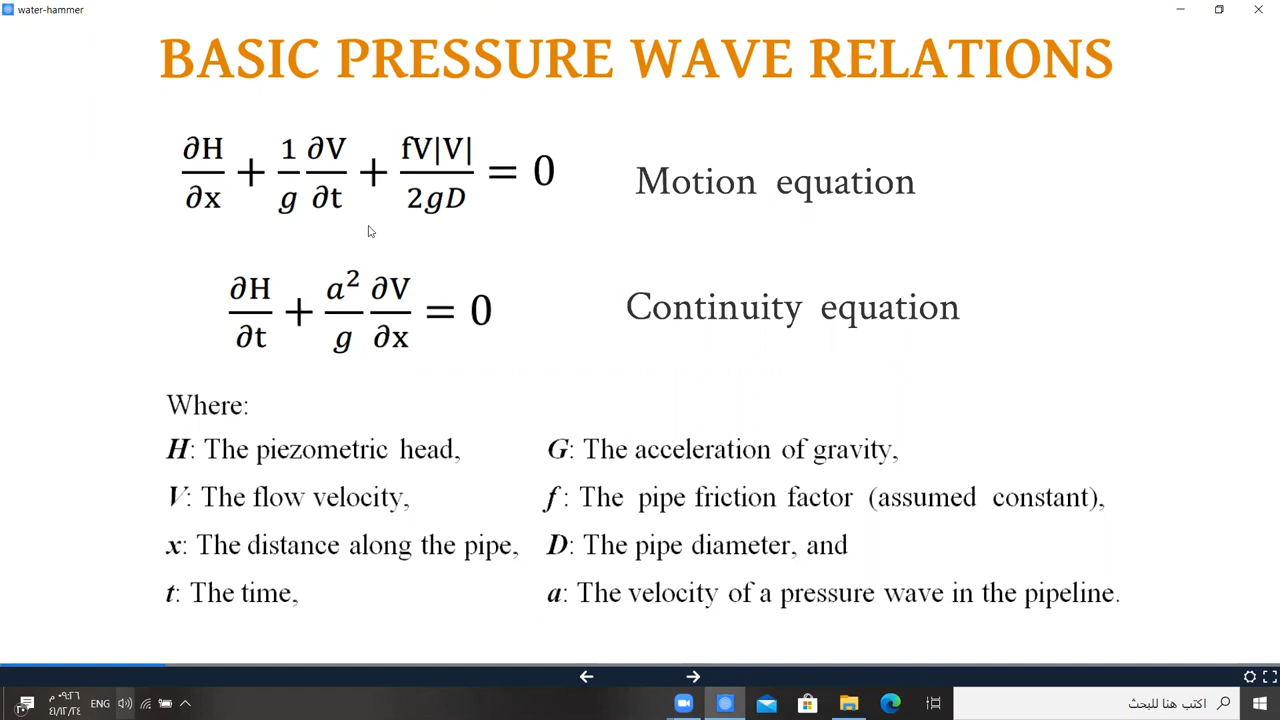 water-hammer
BASIC PRESSURE WAVE RELATIONS
∂H/∂x + 1/g ∂V/∂t + fV|V|/2gD = 0 Motion equation
∂H/∂t + a²/g ∂V/∂x = 0 Continuity equation
Where:
H: The piezometric head, G: The acceleration of gravity,
V: The flow velocity, f : The pipe friction factor (assumed constant),
x: The distance along the pipe, D: The pipe diameter, and
t: The time, a: The velocity of a pressure wave in the pipeline.
ENG
اكتب هنا للبحث